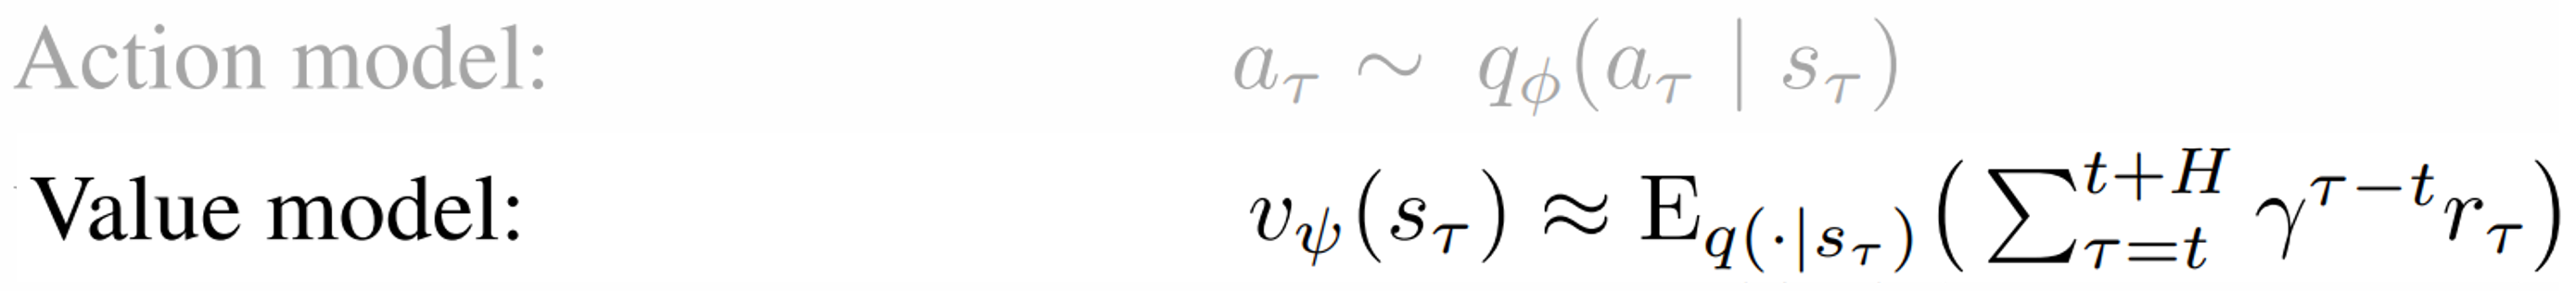 Action model: a_τ ∼ q_ϕ(a_τ | s_τ)
Value model: v_ψ(s_τ) ≈ E_{q(·|s_τ)}(∑_{τ=t}^{t+H} γ^{τ−t} r_τ)